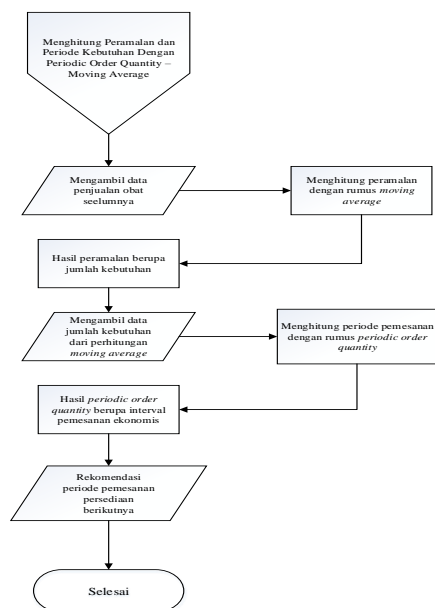 Menghitung Peramalan dan
Periode Kebutuhan Dengan
Periodic Order Quantity –
Moving Average
Mengambil data
penjualan obat
seelumnya
Menghitung peramalan
dengan rumus moving
average
Hasil peramalan berupa
jumlah kebutuhan
Mengambil data
jumlah kebutuhan
dari perhitungan
moving average
Menghitung periode pemesanan
dengan rumus periodic order
quantity
Hasil periodic order
quantity berupa interval
pemesanan ekonomis
Rekomendasi
periode pemesanan
persediaan
berikutnya
Selesai